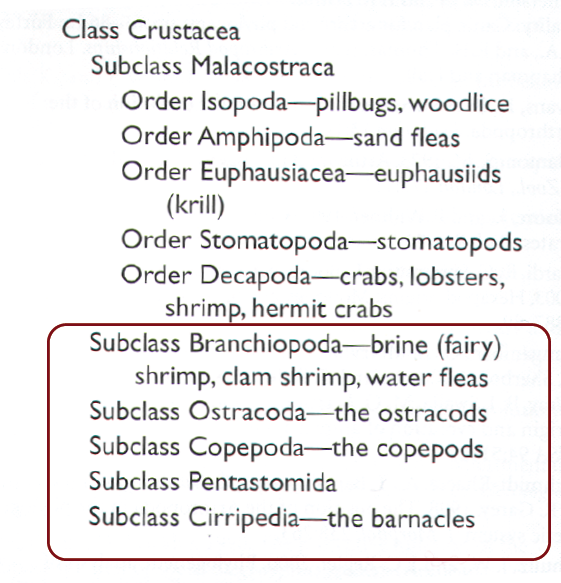 Class Crustacea
Subclass Malacostraca
Order Isopoda—pillbugs, woodlice
Order Amphipoda—sand fleas
Order Euphausiacea—euphausiids
(krill)
Order Stomatopoda—stomatopods
Order Decapoda—crabs, lobsters,
shrimp, hermit crabs
Subclass Branchiopoda—brine (fairy)
shrimp, clam shrimp, water fleas
Subclass Ostracoda—the ostracods
Subclass Copepoda—the copepods
Subclass Pentastomida
Subclass Cirripedia—the barnacles